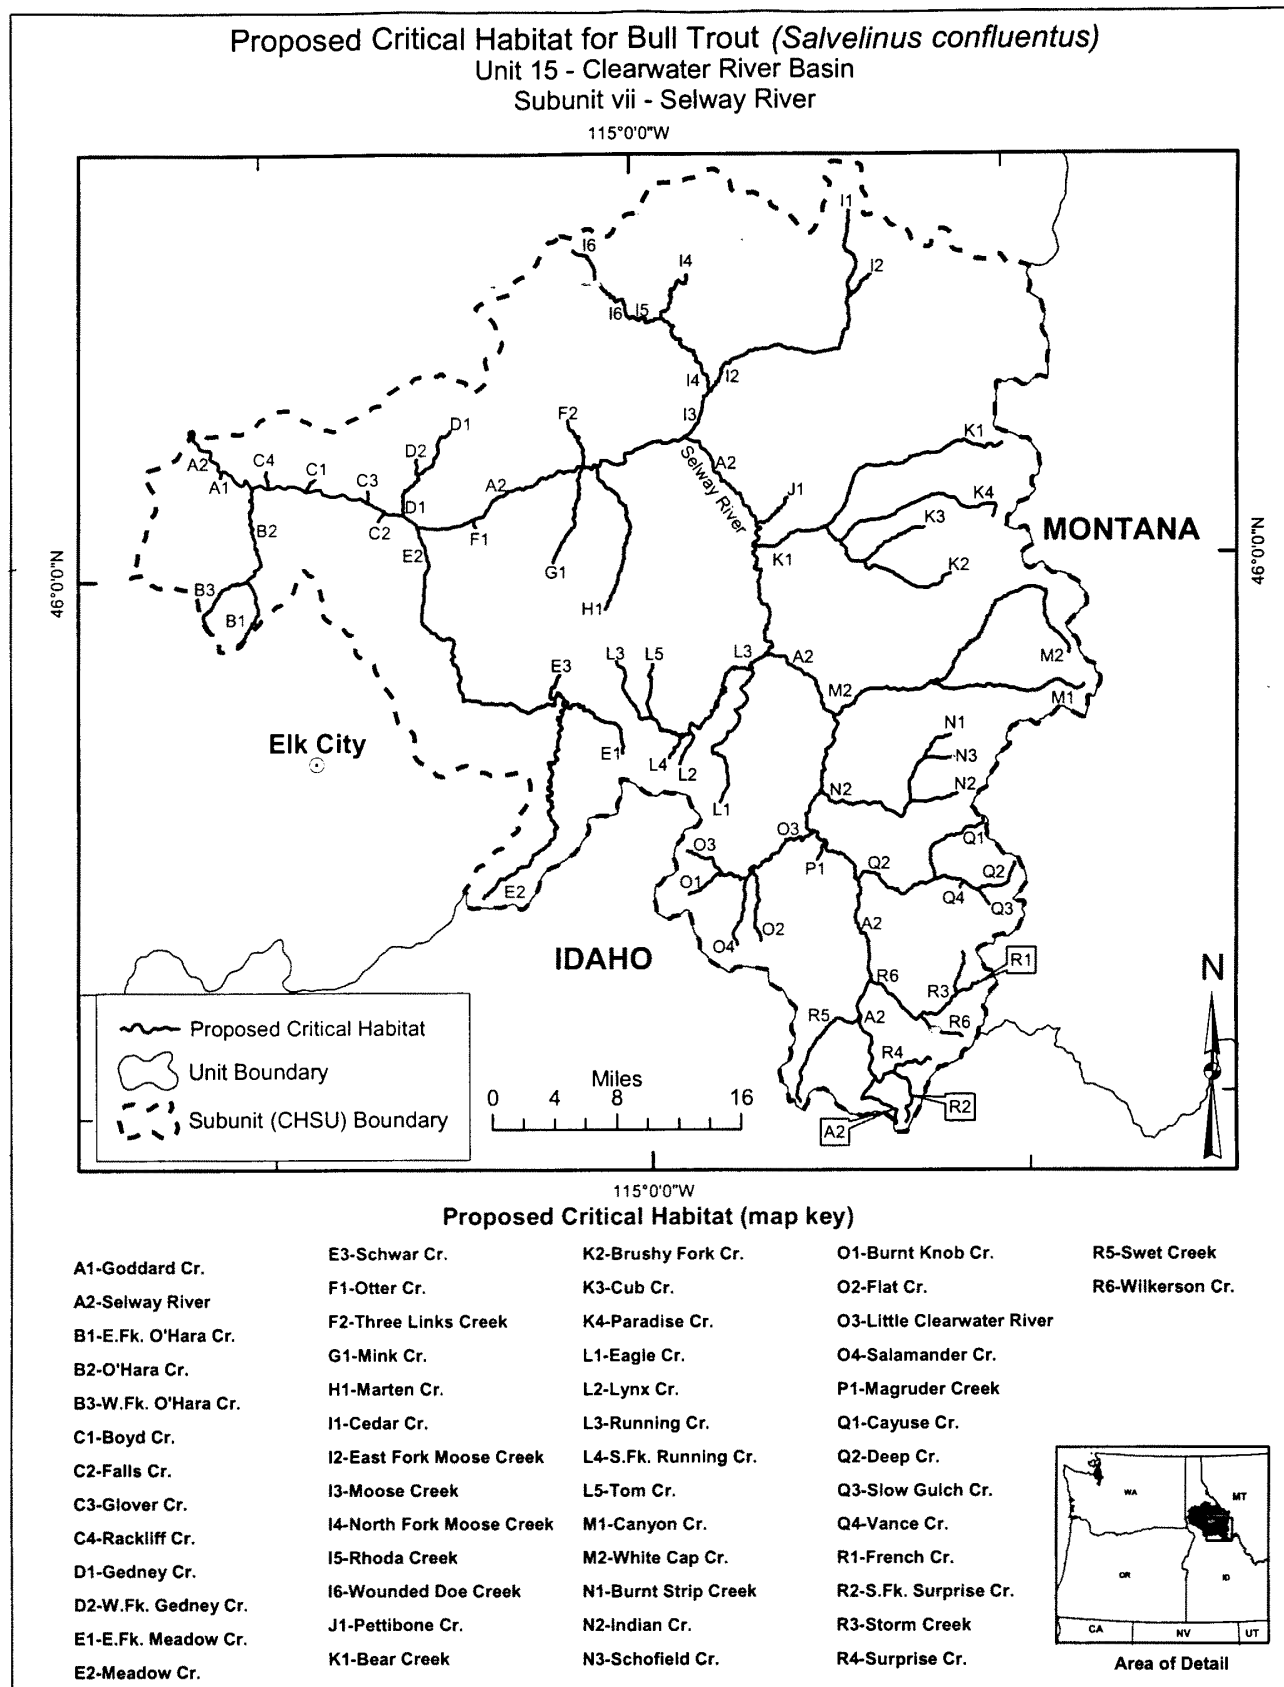 Proposed Critical Habitat for Bull Trout (Salvelinus confluentus)
Unit 15 - Clearwater River Basin
Subunit vii - Selway River
115°0'0"W
I1
I6
I4
I2
I6
I5
I4
I2
I3
F2
D1
K1
A2
C4
D2
C1
A2
A1
C3
A2
Selway River
J1
K4
D1
C2
K3
B2
F1
MONTANA
E2
K1
46°0'0"N
46°0'0"N
G1
K2
B3
H1
B1
L3
L5
L3
A2
M2
E3
M2
M1
N1
Elk City
E1
L4
N3
L2
N2
N2
L1
O3
O3
Q1
P1
Q2
Q2
O1
Q4
Q3
E2
O2
A2
O4
IDAHO
R1
N
R6
R3
R5
A2
R6
R4
R2
A2
Proposed Critical Habitat
Unit Boundary
Subunit (CHSU) Boundary
Miles
0 4 8 16
115°0'0"W
Proposed Critical Habitat (map key)
A1-Goddard Cr.
A2-Selway River
B1-E.Fk. O'Hara Cr.
B2-O'Hara Cr.
B3-W.Fk. O'Hara Cr.
C1-Boyd Cr.
C2-Falls Cr.
C3-Glover Cr.
C4-Rackliff Cr.
D1-Gedney Cr.
D2-W.Fk. Gedney Cr.
E1-E.Fk. Meadow Cr.
E2-Meadow Cr.
E3-Schwar Cr.
F1-Otter Cr.
F2-Three Links Creek
G1-Mink Cr.
H1-Marten Cr.
I1-Cedar Cr.
I2-East Fork Moose Creek
I3-Moose Creek
I4-North Fork Moose Creek
I5-Rhoda Creek
I6-Wounded Doe Creek
J1-Pettibone Cr.
K1-Bear Creek
K2-Brushy Fork Cr.
K3-Cub Cr.
K4-Paradise Cr.
L1-Eagle Cr.
L2-Lynx Cr.
L3-Running Cr.
L4-S.Fk. Running Cr.
L5-Tom Cr.
M1-Canyon Cr.
M2-White Cap Cr.
N1-Burnt Strip Creek
N2-Indian Cr.
N3-Schofield Cr.
O1-Burnt Knob Cr.
O2-Flat Cr.
O3-Little Clearwater River
O4-Salamander Cr.
P1-Magruder Creek
Q1-Cayuse Cr.
Q2-Deep Cr.
Q3-Slow Gulch Cr.
Q4-Vance Cr.
R1-French Cr.
R2-S.Fk. Surprise Cr.
R3-Storm Creek
R4-Surprise Cr.
R5-Swet Creek
R6-Wilkerson Cr.
WA
MT
OR
ID
CA
NV
UT
Area of Detail